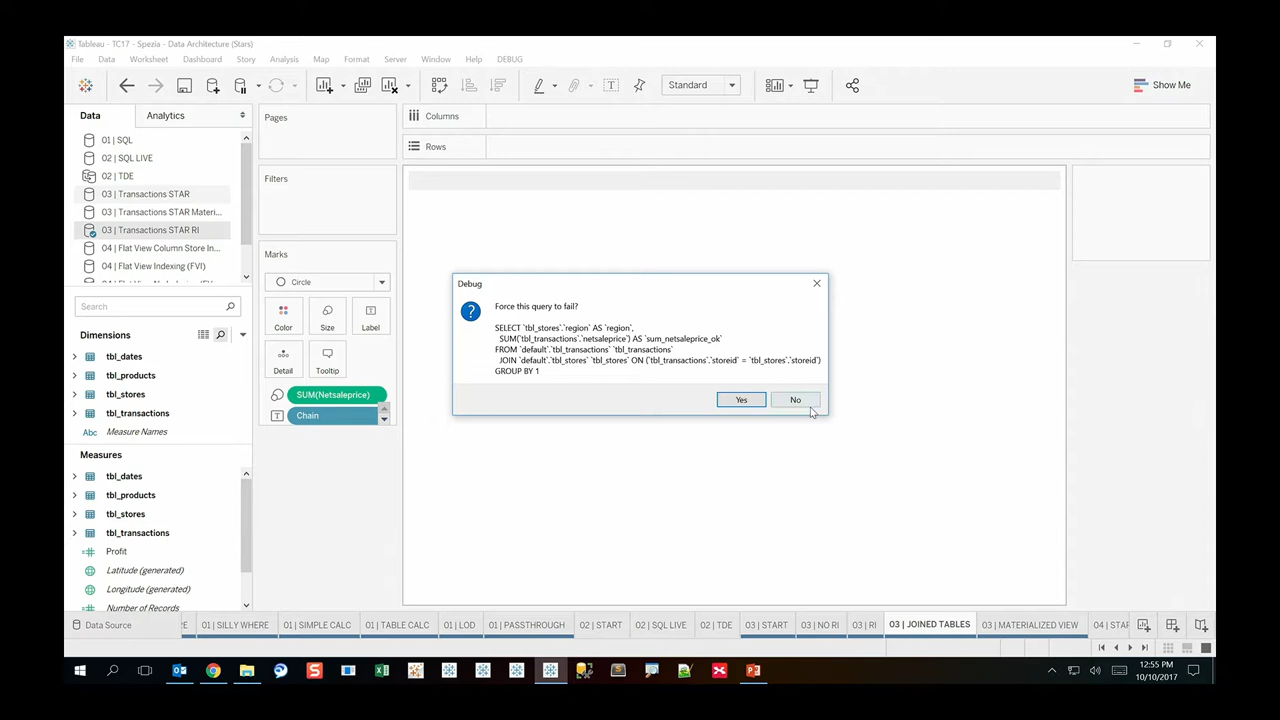 Tableau - TC17 - Spezia - Data Architecture (Stars)
File Data Worksheet Dashboard Story Analysis Map Format Server Window Help DEBUG
Standard
Show Me
Data
Analytics
Pages
Columns
Rows
01 | SQL
02 | SQL LIVE
02 | TDE
03 | Transactions STAR
03 | Transactions STAR Materi...
03 | Transactions STAR RI
04 | Flat View Column Store In...
04 | Flat View Indexing (FVI)
Filters
Marks
Circle
Color
Size
Label
Detail
Tooltip
SUM(Netsaleprice)
Chain
Search
Dimensions
tbl_dates
tbl_products
tbl_stores
tbl_transactions
Abc Measure Names
Measures
tbl_dates
tbl_products
tbl_stores
tbl_transactions
Profit
Latitude (generated)
Longitude (generated)
Number of Records
Debug
Force this query to fail?
SELECT `tbl_stores`.`region` AS `region`,
SUM(`tbl_transactions`.`netsaleprice`) AS `sum_netsaleprice_ok`
FROM `default`.`tbl_transactions` `tbl_transactions`
JOIN `default`.`tbl_stores` `tbl_stores` ON (`tbl_transactions`.`storeid` = `tbl_stores`.`storeid`)
GROUP BY 1
Yes
No
Data Source
01 | SILLY WHERE
01 | SIMPLE CALC
01 | TABLE CALC
01 | LOD
01 | PASSTHROUGH
02 | START
02 | SQL LIVE
02 | TDE
03 | START
03 | NO RI
03 | RI
03 | JOINED TABLES
03 | MATERIALIZED VIEW
04 | STAR
12:55 PM
10/10/2017